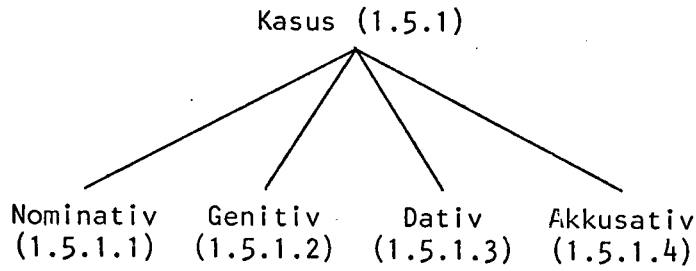 Kasus (1.5.1)
Nominativ Genitiv Dativ Akkusativ
(1.5.1.1) (1.5.1.2) (1.5.1.3) (1.5.1.4)